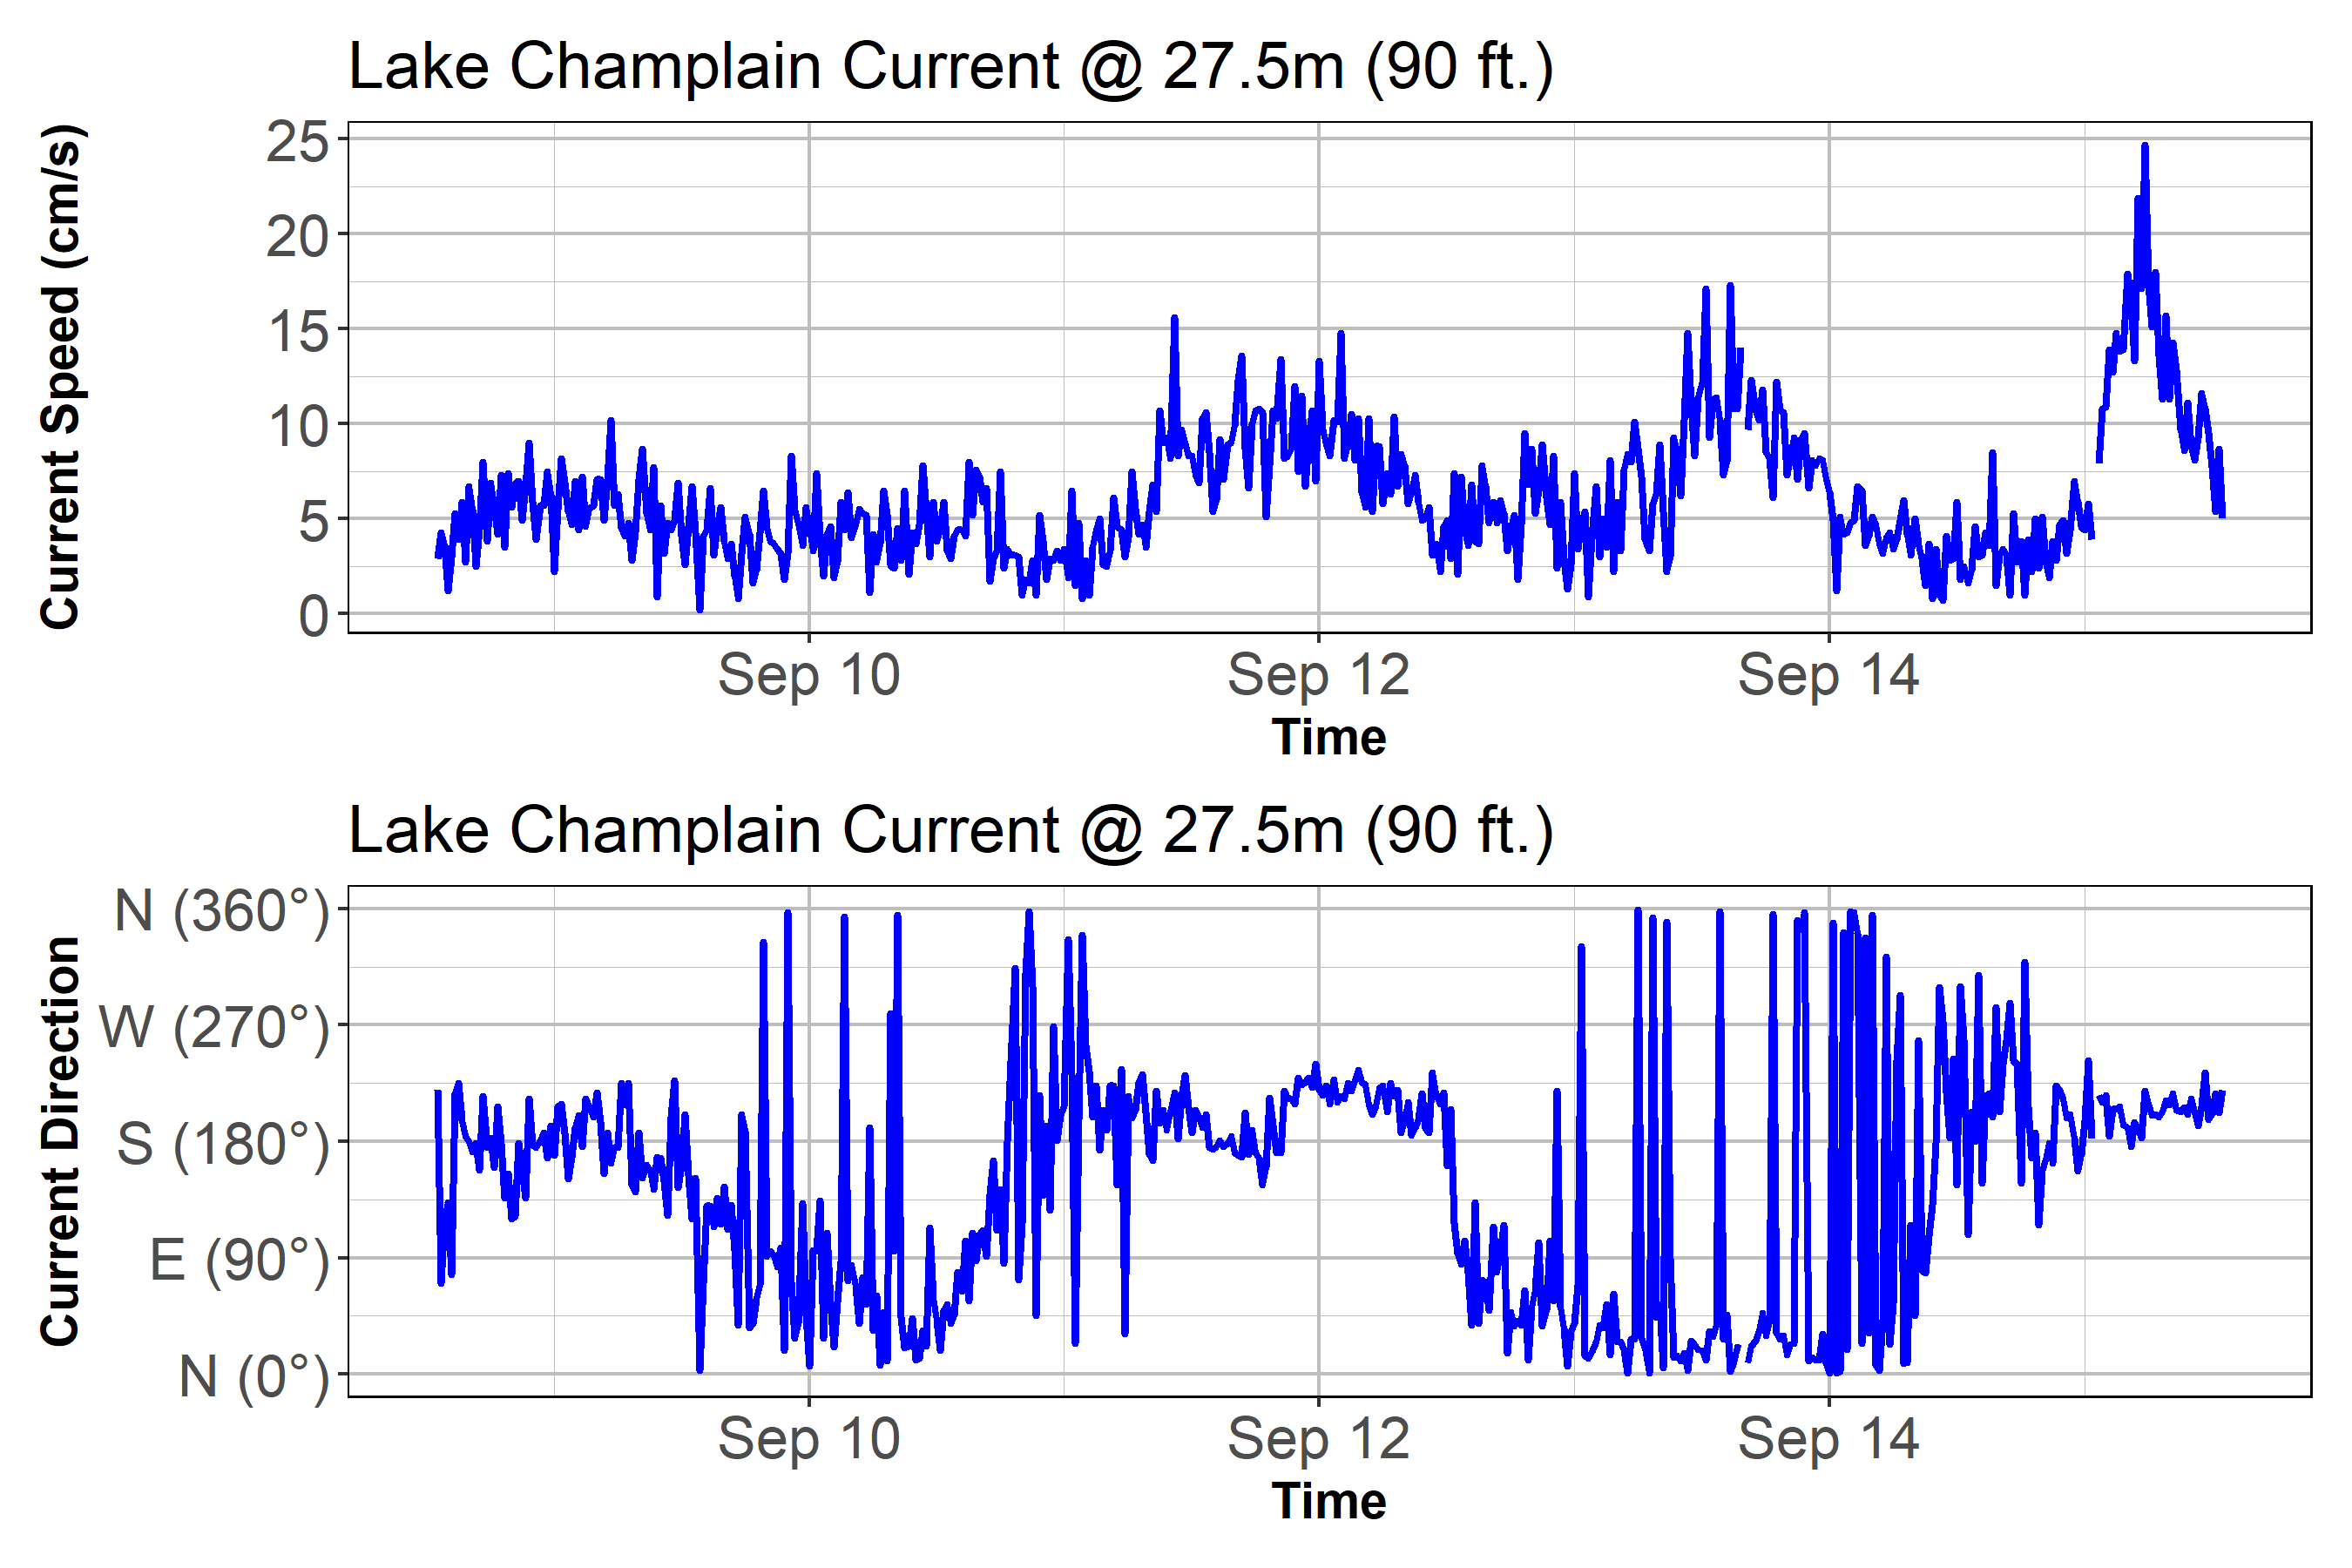 Lake Champlain Current @ 27.5m (90 ft.)
Current Speed (cm/s)
25
20
15
10
5
0
Sep 10 Sep 12 Sep 14
Time
Lake Champlain Current @ 27.5m (90 ft.)
Current Direction
N (360°)
W (270°)
S (180°)
E (90°)
N (0°)
Sep 10 Sep 12 Sep 14
Time